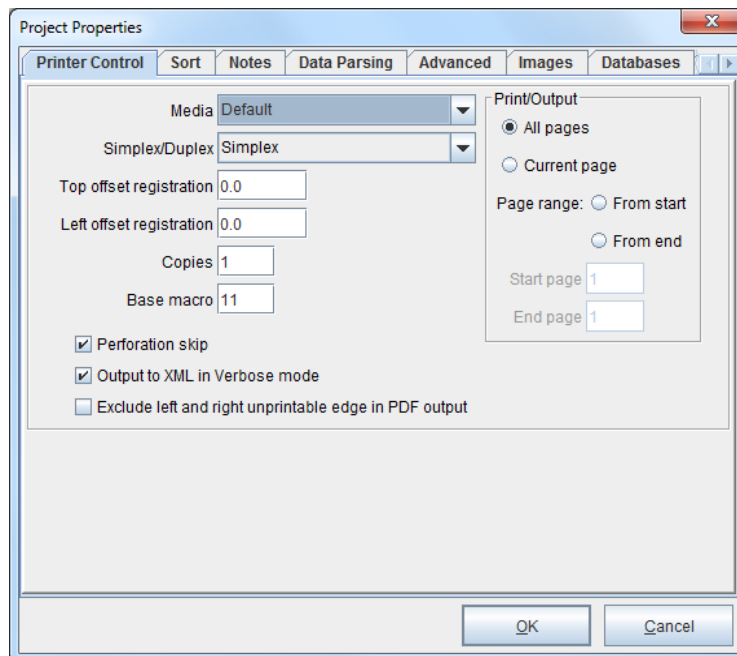 Project Properties
Printer Control Sort Notes Data Parsing Advanced Images Databases
Media Default
Simplex/Duplex Simplex
Top offset registration 0.0
Left offset registration 0.0
Copies 1
Base macro 11
Perforation skip
Output to XML in Verbose mode
Exclude left and right unprintable edge in PDF output
Print/Output
All pages
Current page
Page range: From start
From end
Start page 1
End page 1
OK Cancel